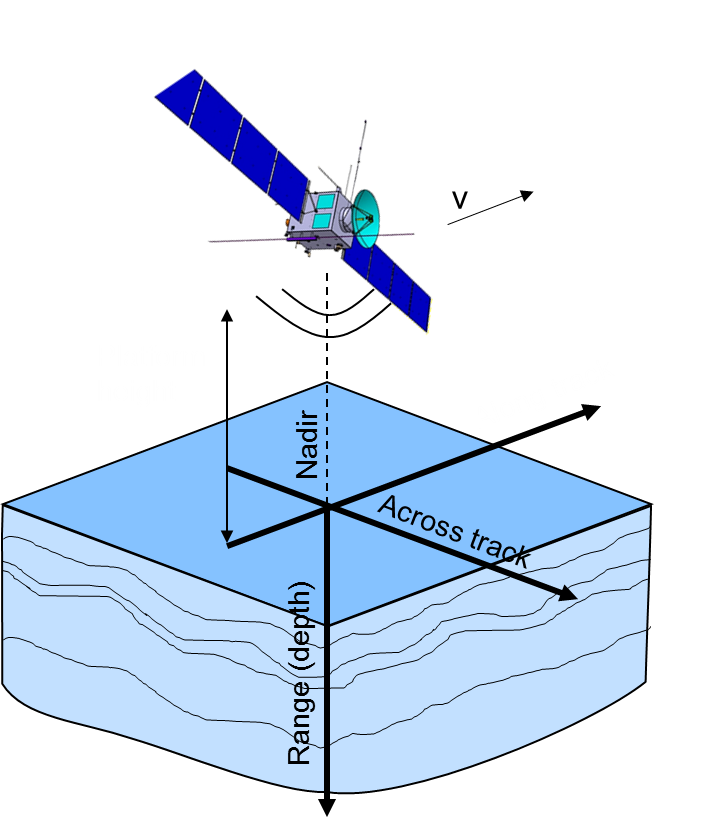 v
Nadir
Across track
Range (depth)